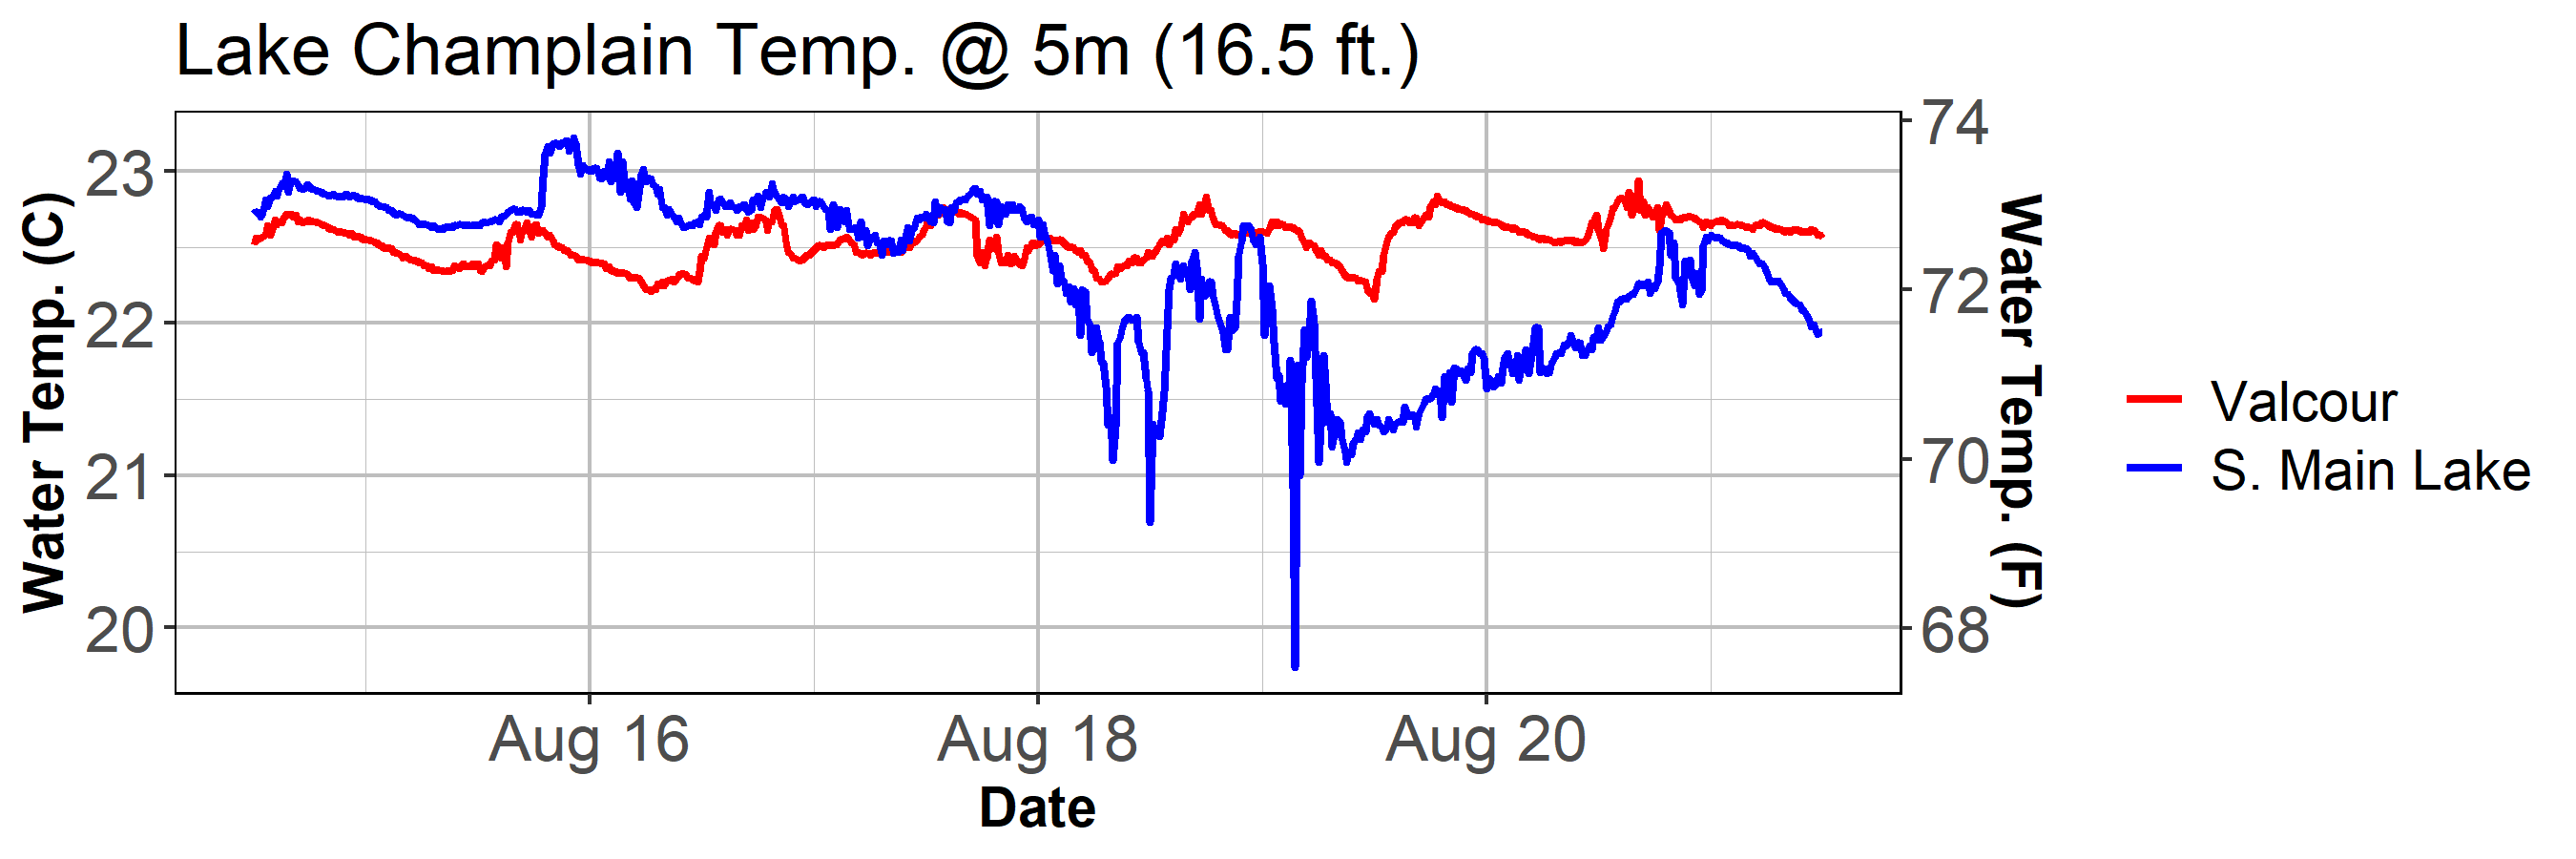 Lake Champlain Temp. @ 5m (16.5 ft.)
Water Temp. (C)
23
22
21
20
74
72
70
68
Water Temp. (F)
Aug 16
Aug 18
Aug 20
Date
Valcour
S. Main Lake